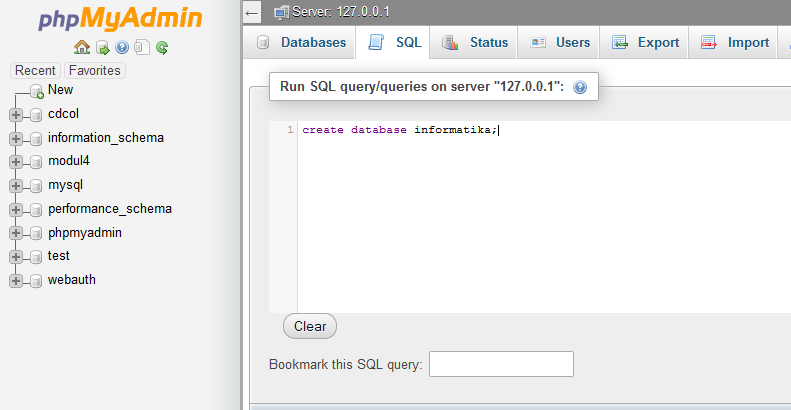 phpMyAdmin
Recent Favorites
New
cdcol
information_schema
modul4
mysql
performance_schema
phpmyadmin
test
webauth
Server: 127.0.0.1
Databases SQL Status Users Export Import
Run SQL query/queries on server "127.0.0.1":
1 create database informatika;
Clear
Bookmark this SQL query: